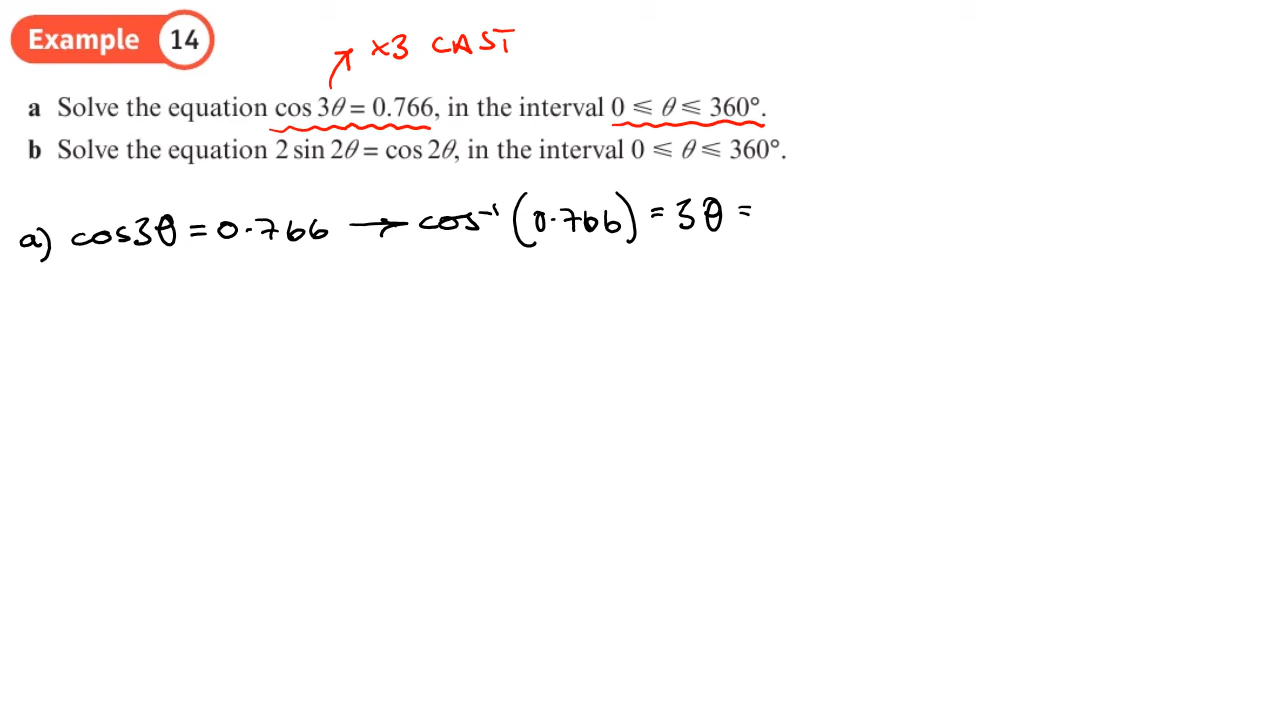 Example 14
×3 CAST
a Solve the equation cos 3θ = 0.766, in the interval 0 ⩽ θ ⩽ 360°.
b Solve the equation 2 sin 2θ = cos 2θ, in the interval 0 ⩽ θ ⩽ 360°.
a) cos3θ = 0.766 → cos⁻¹(0.766) = 3θ =